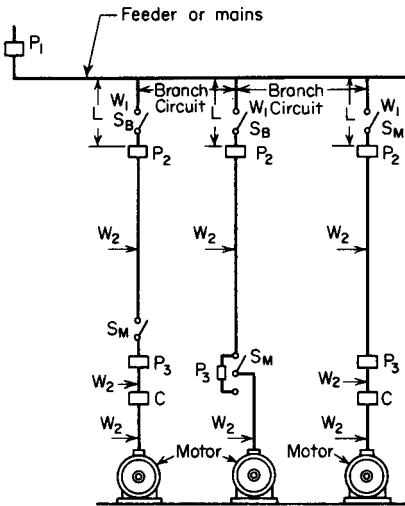 Feeder or mains
P1
Branch Circuit
Branch Circuit
L
W1
SB
P2
L
W1
SB
P2
L
W1
SM
P2
W2
W2
W2
SM
P3
W2
C
W2
P3
SM
W2
P3
W2
C
W2
Motor
Motor